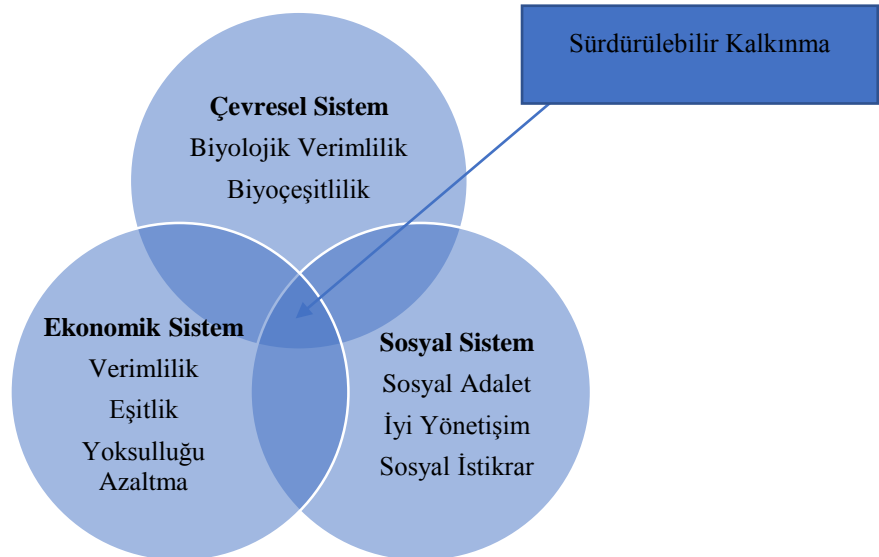 Sürdürülebilir Kalkınma
Çevresel Sistem
Biyolojik Verimlilik
Biyoçeşitlilik
Ekonomik Sistem
Verimlilik
Eşitlik
Yoksulluğu
Azaltma
Sosyal Sistem
Sosyal Adalet
İyi Yönetişim
Sosyal İstikrar